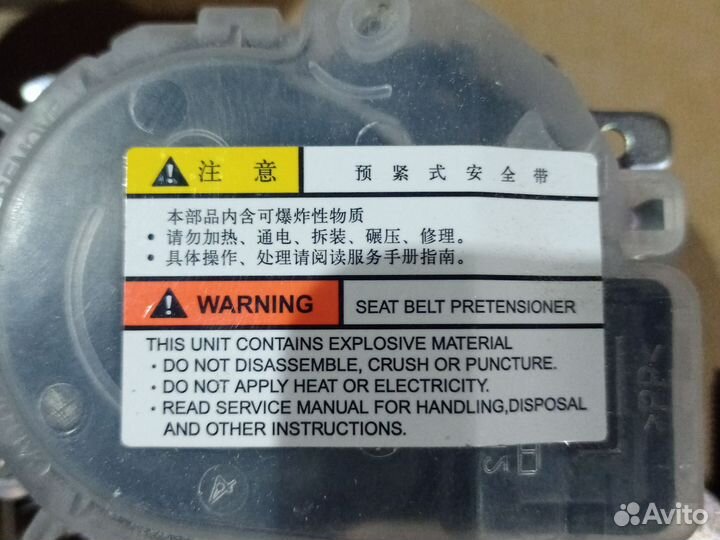 注意
预紧式安全带
本部品内含可爆炸性物质
• 请勿加热、通电、拆装、碾压、修理。
• 具体操作、处理请阅读服务手册指南。
WARNING
SEAT BELT PRETENSIONER
THIS UNIT CONTAINS EXPLOSIVE MATERIAL
• DO NOT DISASSEMBLE, CRUSH OR PUNCTURE.
• DO NOT APPLY HEAT OR ELECTRICITY.
• READ SERVICE MANUAL FOR HANDLING,DISPOSAL
AND OTHER INSTRUCTIONS.
>PP<
Avito